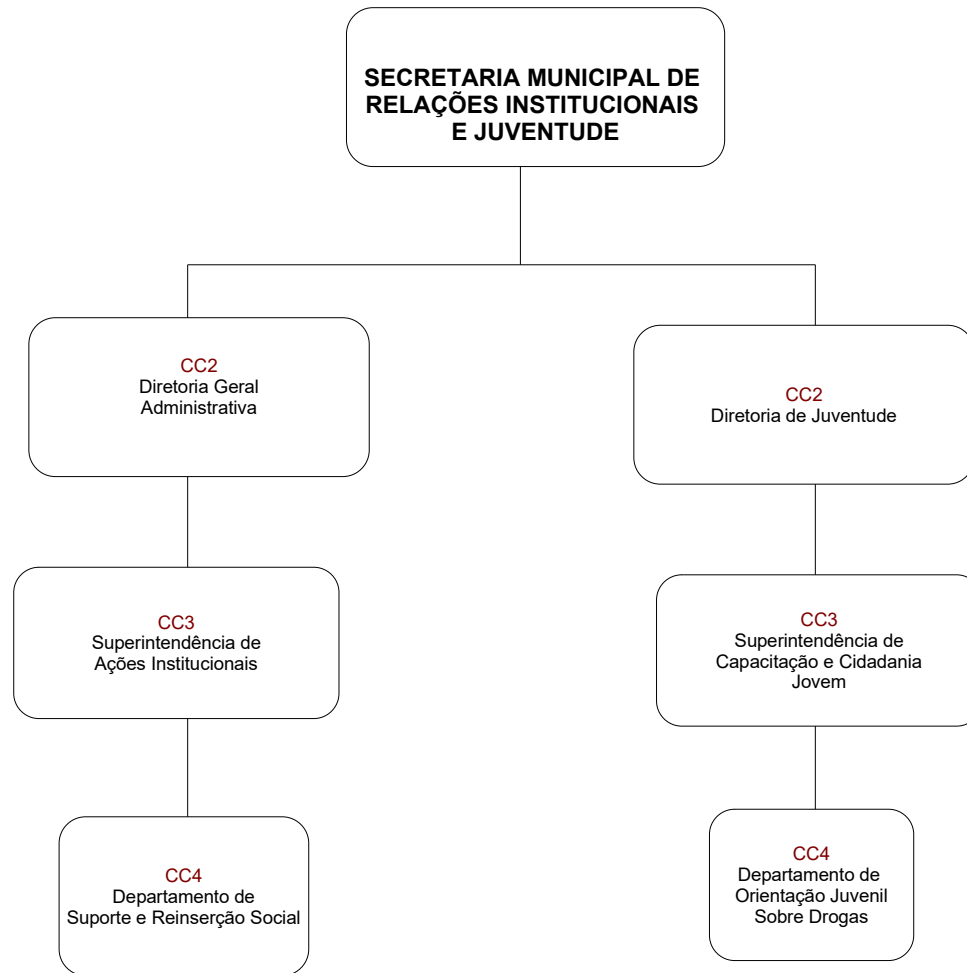 SECRETARIA MUNICIPAL DE
RELAÇÕES INSTITUCIONAIS
E JUVENTUDE
CC2
Diretoria Geral
Administrativa
CC2
Diretoria de Juventude
CC3
Superintendência de
Ações Institucionais
CC3
Superintendência de
Capacitação e Cidadania
Jovem
CC4
Departamento de
Suporte e Reinserção Social
CC4
Departamento de
Orientação Juvenil
Sobre Drogas